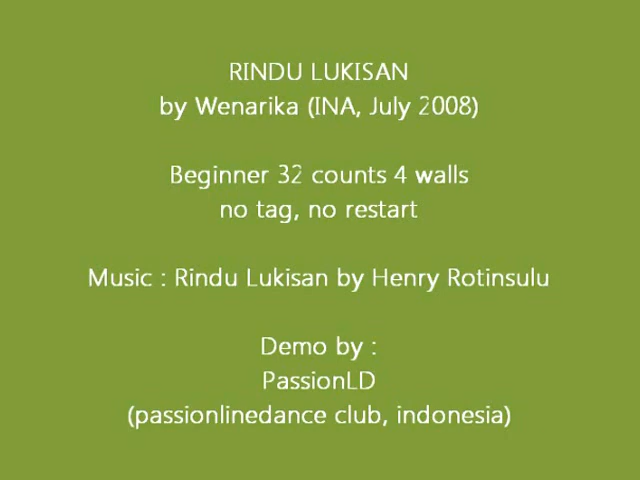 RINDU LUKISAN
by Wenarika (INA, July 2008)
Beginner 32 counts 4 walls
no tag, no restart
Music : Rindu Lukisan by Henry Rotinsulu
Demo by :
PassionLD
(passionlinedance club, indonesia)